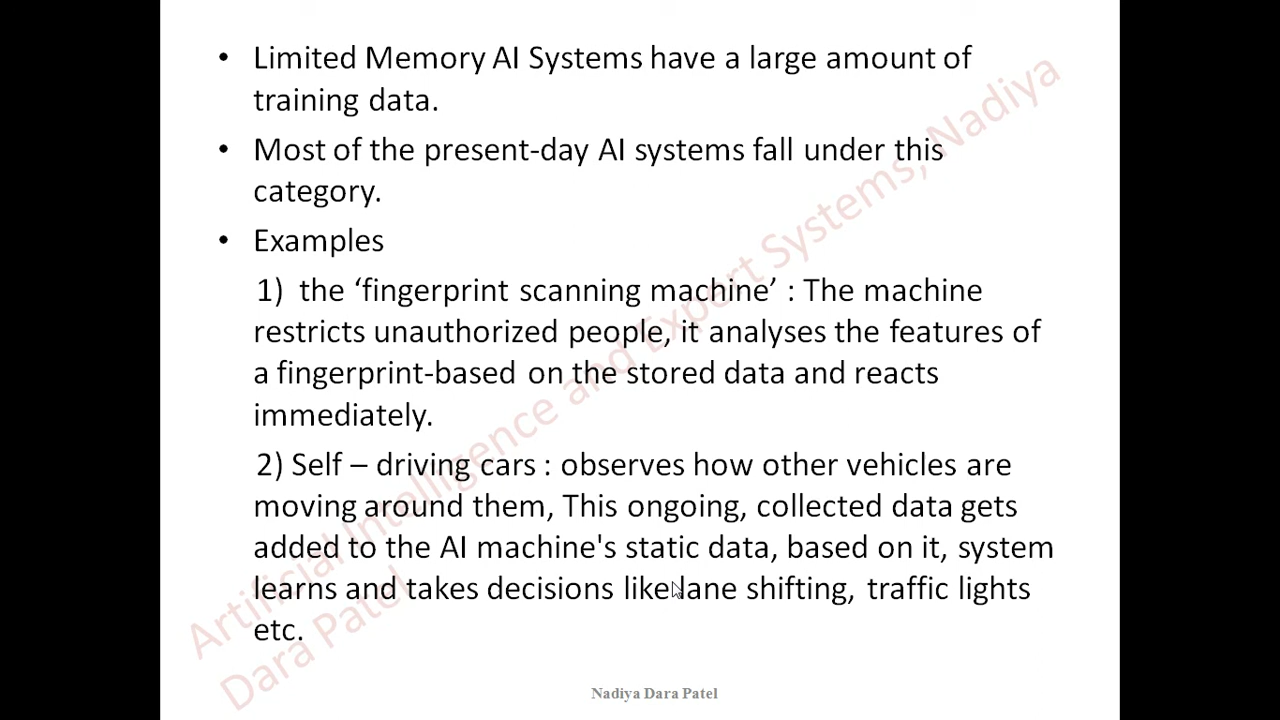 • Limited Memory AI Systems have a large amount of
training data.
• Most of the present-day AI systems fall under this
category.
• Examples
1) the ‘fingerprint scanning machine’ : The machine
restricts unauthorized people, it analyses the features of
a fingerprint-based on the stored data and reacts
immediately.
2) Self – driving cars : observes how other vehicles are
moving around them, This ongoing, collected data gets
added to the AI machine's static data, based on it, system
learns and takes decisions like lane shifting, traffic lights
etc.
Artificial Intelligence and Expert Systems, Nadiya
Dara Patel
Nadiya Dara Patel